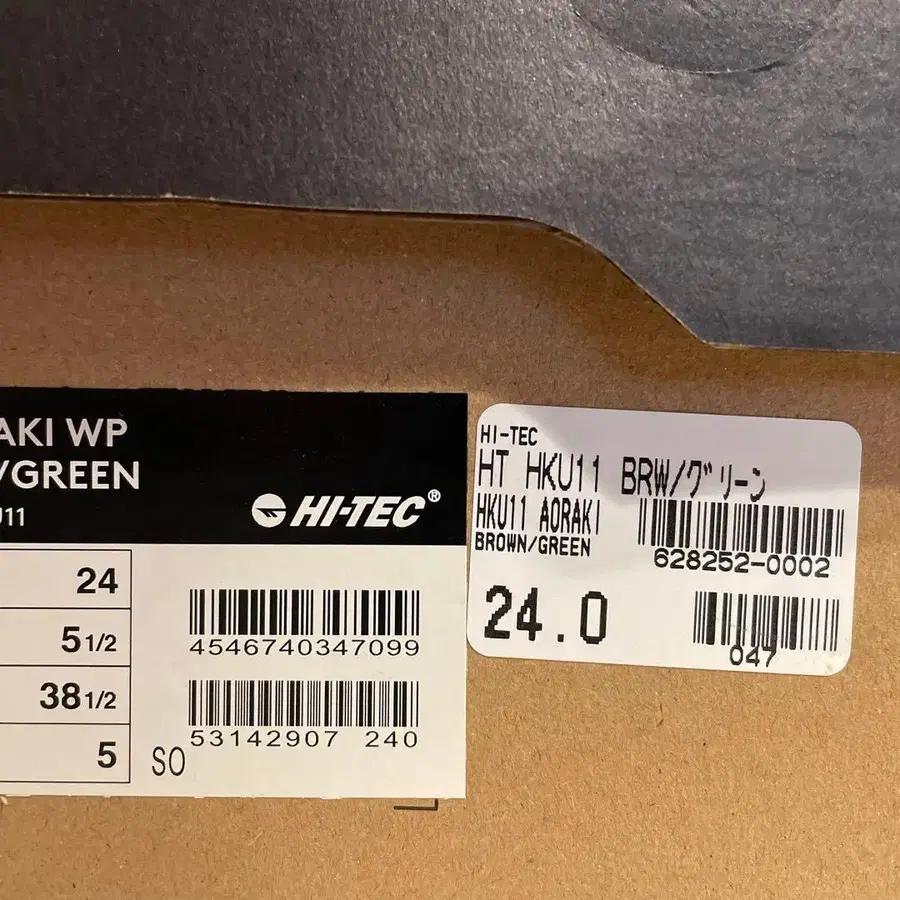 AKI WP
/GREEN
U11
HI-TEC®
24
5 1/2
38 1/2
5
4546740347099
53142907 240
SO
HI-TEC
HT HKU11 BRW/グリーン
HKU11 AORAKI
BROWN/GREEN
628252-0002
24.0
047